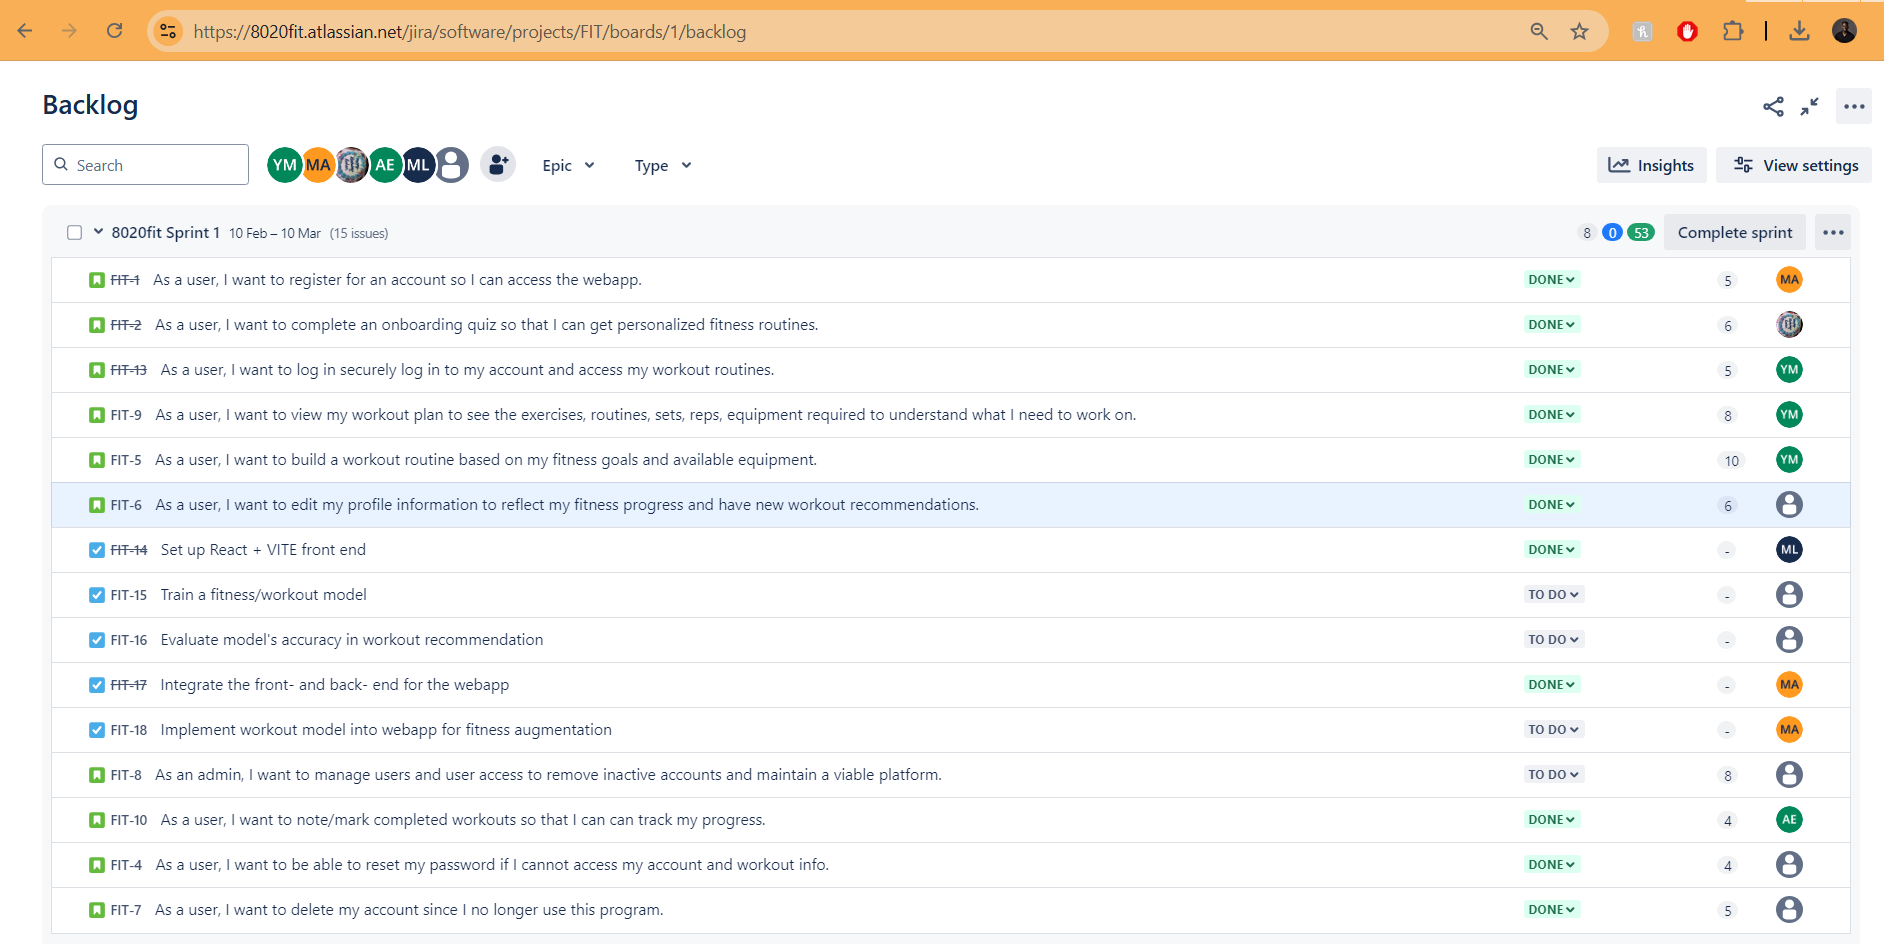 https://8020fit.atlassian.net/jira/software/projects/FIT/boards/1/backlog
Backlog
Search
YM MA AE ML
Epic
Type
Insights
View settings
8020fit Sprint 1 10 Feb – 10 Mar (15 issues) 8 0 53 Complete sprint
FIT-1 As a user, I want to register for an account so I can access the webapp. DONE 5 MA
FIT-2 As a user, I want to complete an onboarding quiz so that I can get personalized fitness routines. DONE 6
FIT-13 As a user, I want to log in securely log in to my account and access my workout routines. DONE 5 YM
FIT-9 As a user, I want to view my workout plan to see the exercises, routines, sets, reps, equipment required to understand what I need to work on. DONE 8 YM
FIT-5 As a user, I want to build a workout routine based on my fitness goals and available equipment. DONE 10 YM
FIT-6 As a user, I want to edit my profile information to reflect my fitness progress and have new workout recommendations. DONE 6
FIT-14 Set up React + VITE front end DONE - ML
FIT-15 Train a fitness/workout model TO DO -
FIT-16 Evaluate model's accuracy in workout recommendation TO DO -
FIT-17 Integrate the front- and back- end for the webapp DONE - MA
FIT-18 Implement workout model into webapp for fitness augmentation TO DO - MA
FIT-8 As an admin, I want to manage users and user access to remove inactive accounts and maintain a viable platform. TO DO 8
FIT-10 As a user, I want to note/mark completed workouts so that I can can track my progress. DONE 4 AE
FIT-4 As a user, I want to be able to reset my password if I cannot access my account and workout info. DONE 4
FIT-7 As a user, I want to delete my account since I no longer use this program. DONE 5